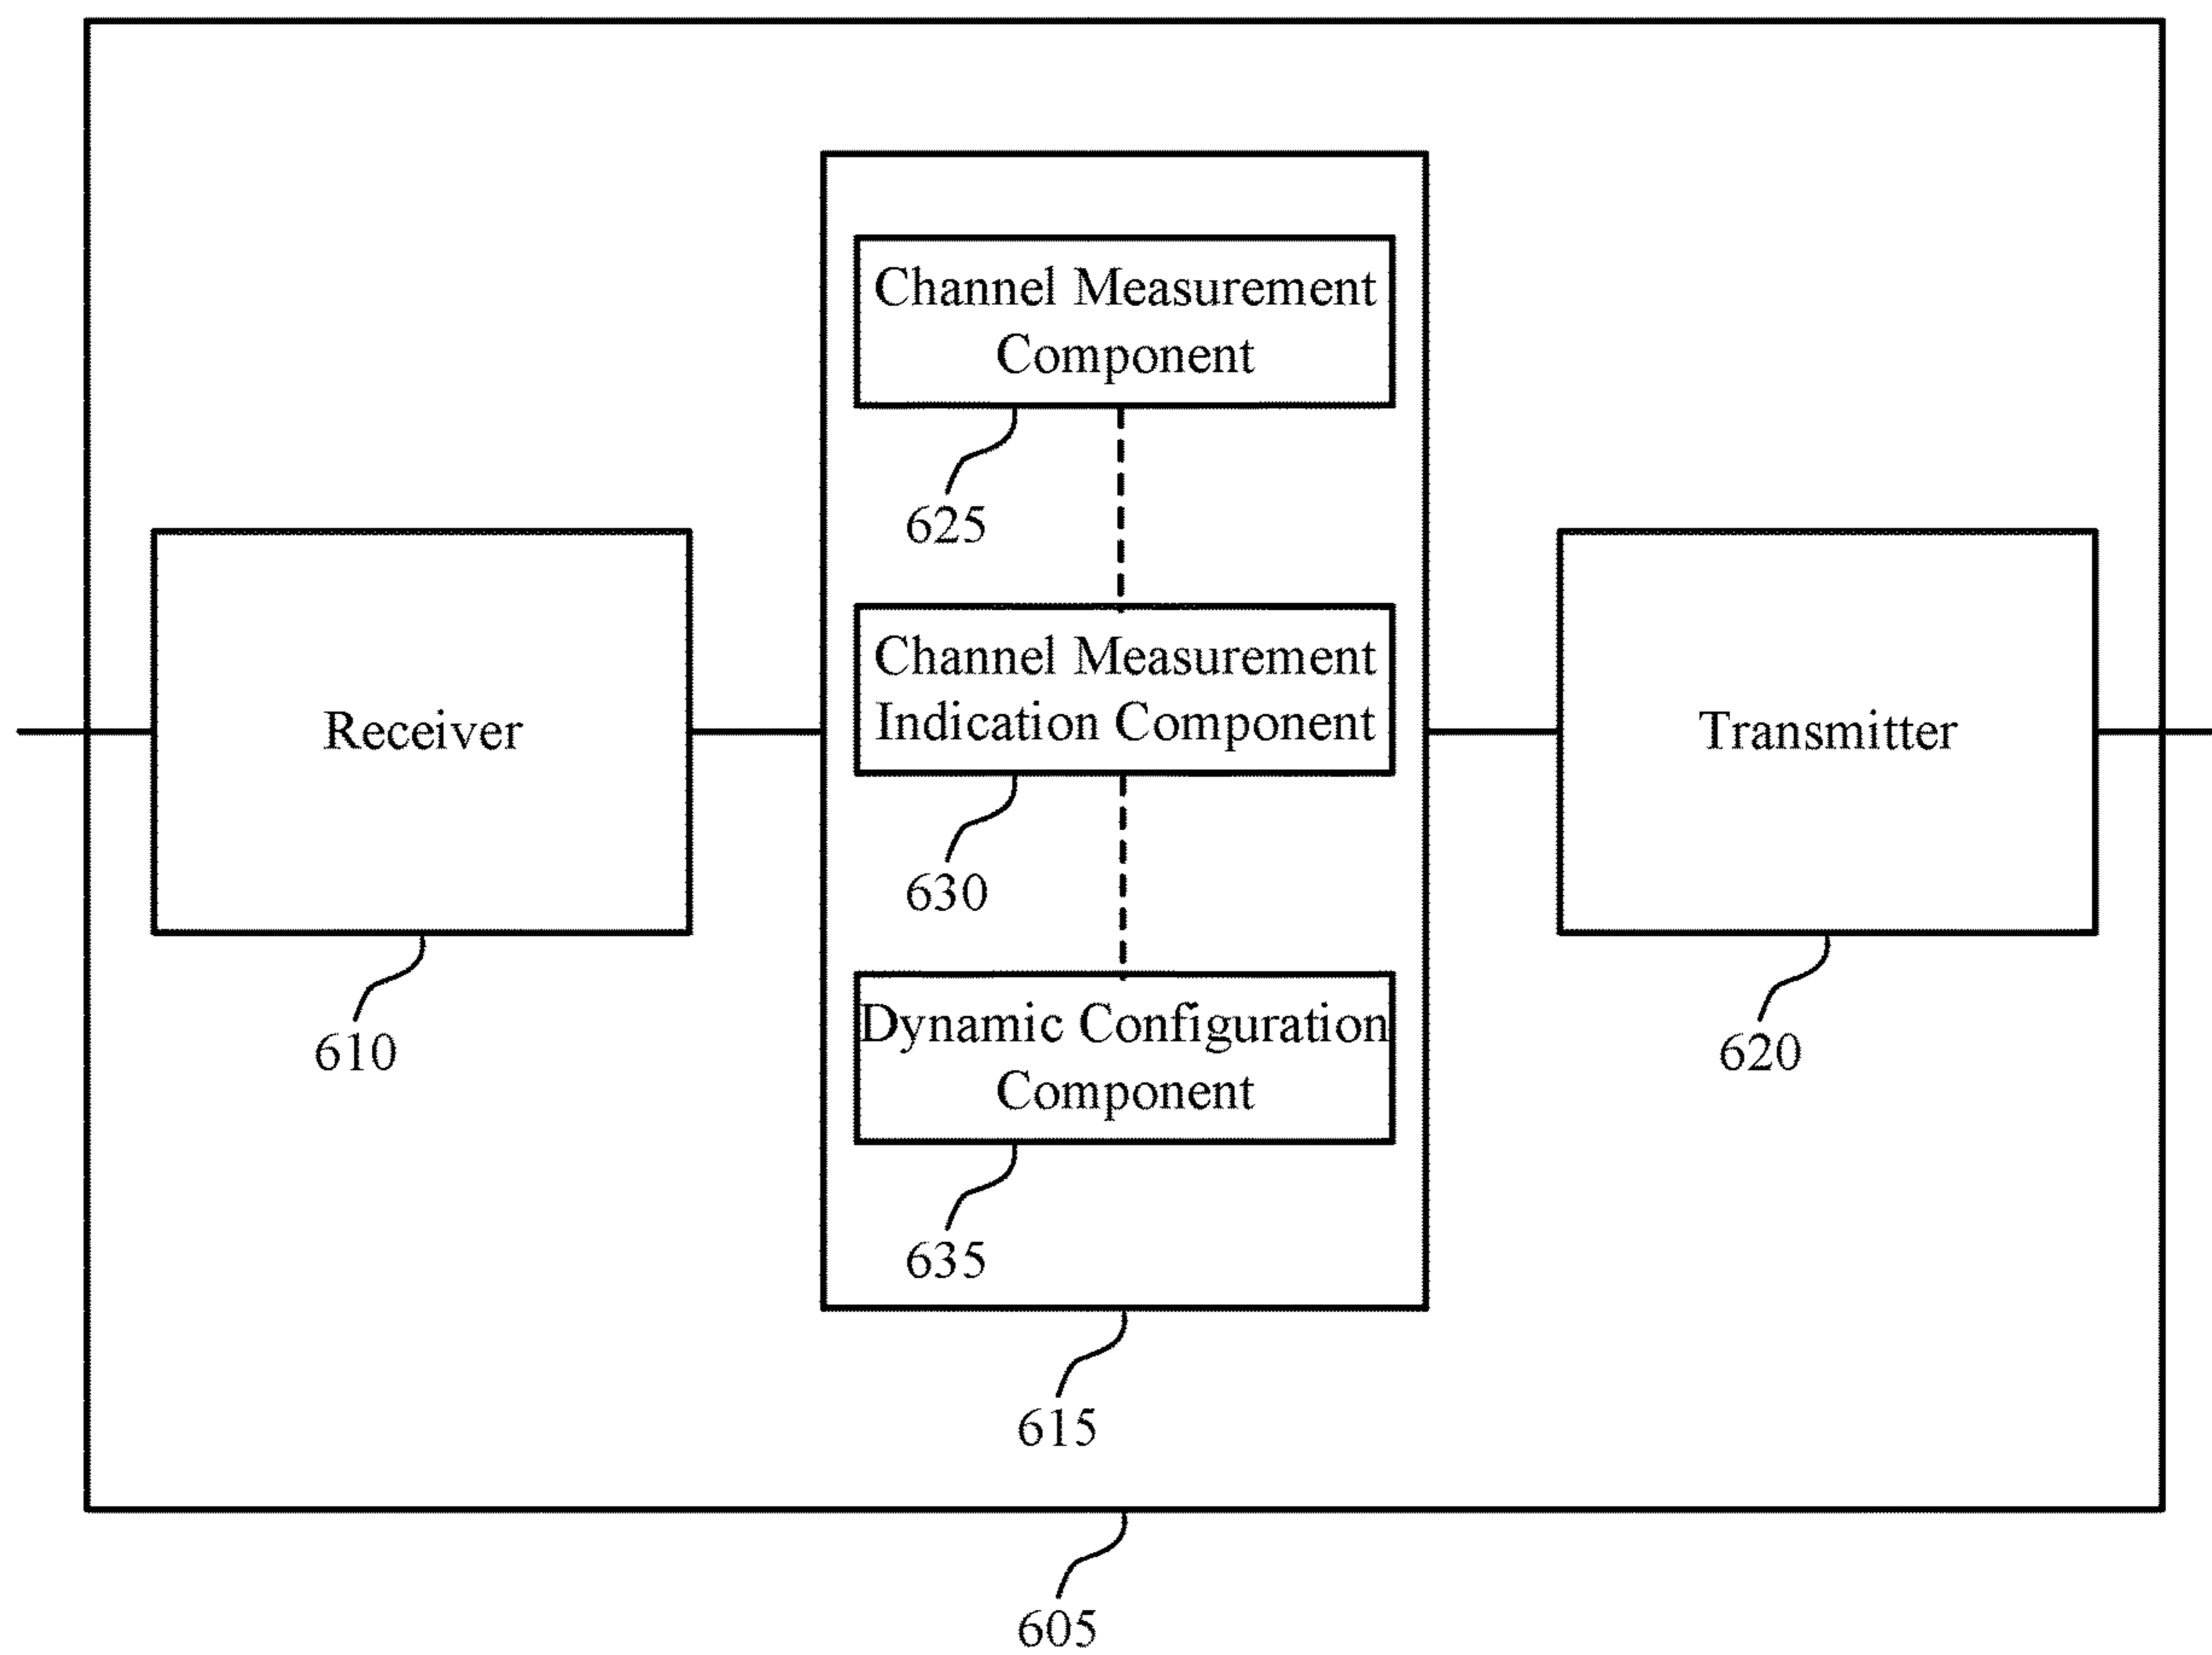 Channel Measurement
Component
625
Receiver
610
Channel Measurement
Indication Component
630
Transmitter
620
Dynamic Configuration
Component
635
615
605